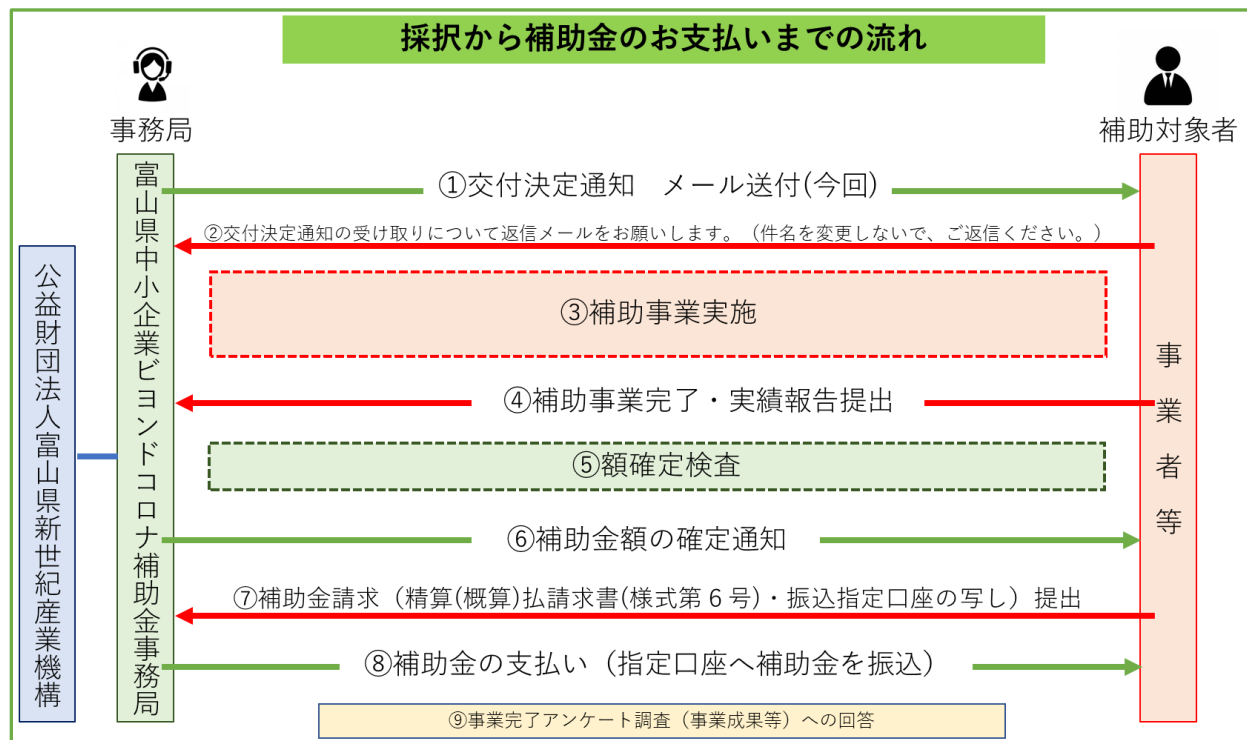 採択から補助金のお支払いまでの流れ
事務局
補助対象者
公益財団法人富山県新世紀産業機構
富山県中小企業ビヨンドコロナ補助金事務局
事業者等
①交付決定通知　メール送付(今回)
②交付決定通知の受け取りについて返信メールをお願いします。（件名を変更しないで、ご返信ください。）
③補助事業実施
④補助事業完了・実績報告提出
⑤額確定検査
⑥補助金額の確定通知
⑦補助金請求（精算(概算)払請求書(様式第６号)・振込指定口座の写し）提出
⑧補助金の支払い（指定口座へ補助金を振込）
⑨事業完了アンケート調査（事業成果等）への回答